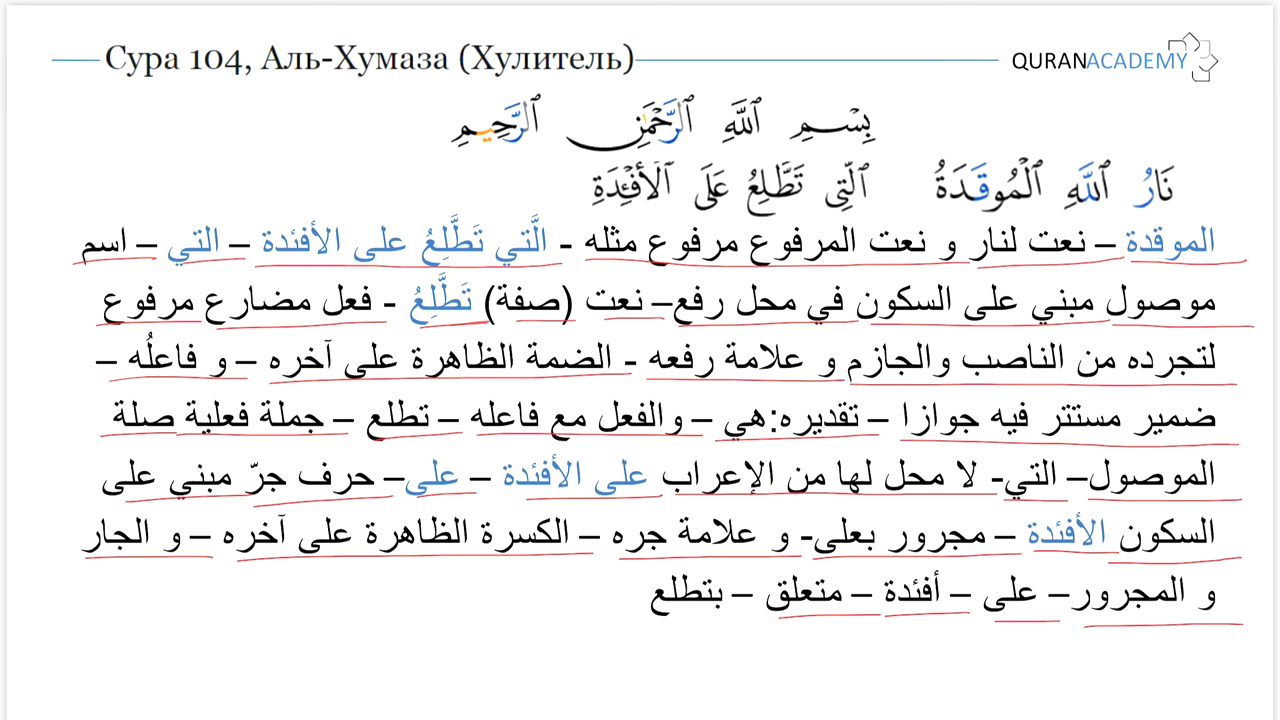 Сура 104, Аль-Хумаза (Хулитель)
QURANACADEMY
بِسْمِ ٱللَّهِ ٱلرَّحْمَٰنِ ٱلرَّحِيمِ
نَارُ ٱللَّهِ ٱلْمُوقَدَةُ ٱلَّتِى تَطَّلِعُ عَلَى ٱلْأَفْـِٔدَةِ
الموقدة – نعت لنار و نعت المرفوع مرفوع مثله - الَّتي تَطَّلِعُ على الأفئدة – التي – اسم
موصول مبني على السكون في محل رفع– نعت (صفة) تَطَّلِعُ - فعل مضارع مرفوع
لتجرده من الناصب والجازم و علامة رفعه - الضمة الظاهرة على آخره – و فاعلُه –
ضمير مستتر فيه جوازا – تقديره:هي – والفعل مع فاعله – تطلع – جملة فعلية صلة
الموصول– التي- لا محل لها من الإعراب على الأفئدة – على– حرف جرّ مبني على
السكون الأفئدة – مجرور بعلى- و علامة جره – الكسرة الظاهرة على آخره – و الجار
و المجرور– على – أفئدة – متعلق – بتطلع